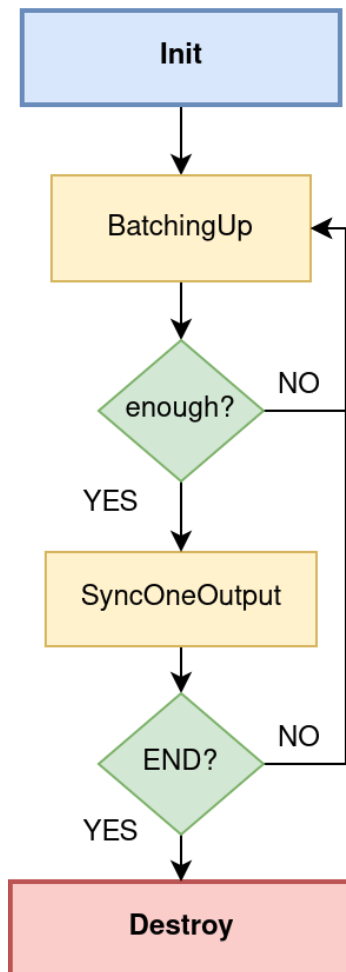 Init
BatchingUp
enough?
NO
YES
SyncOneOutput
END?
NO
YES
Destroy